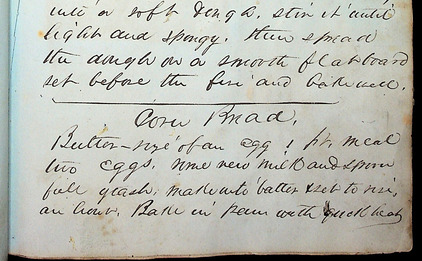 into a soft dough. stir it until
light and spongy. then spread
the dough on a smooth flat board
set before the fire and bake well.
Corn Bread.
Butter-size of an egg 1 pt. meal
two eggs. some new milk and spoon
full yeast. make into batter & set to rise,
an hour. Bake in pans with quick heat